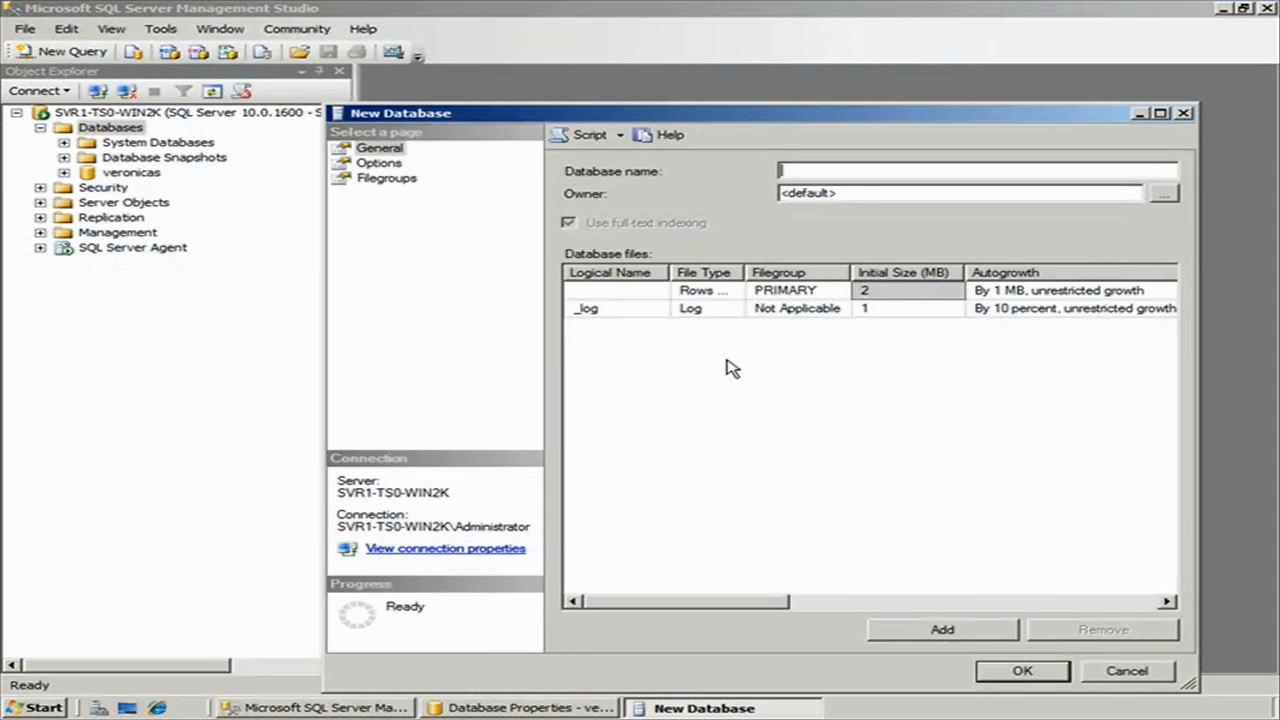 Microsoft SQL Server Management Studio
File Edit View Tools Window Community Help
New Query
Object Explorer
Connect
SVR1-TS0-WIN2K (SQL Server 10.0.1600 - S
Databases
System Databases
Database Snapshots
veronicas
Security
Server Objects
Replication
Management
SQL Server Agent
New Database
Select a page
General
Options
Filegroups
Script Help
Database name:
Owner: <default> ...
Use full-text indexing
Database files:
Logical Name File Type Filegroup Initial Size (MB) Autogrowth
Rows ... PRIMARY 2 By 1 MB, unrestricted growth
_log Log Not Applicable 1 By 10 percent, unrestricted growth
Connection
Server:
SVR1-TS0-WIN2K
Connection:
SVR1-TS0-WIN2K\Administrator
View connection properties
Progress
Ready
Add Remove
OK Cancel
Ready
Start Microsoft SQL Server Ma... Database Properties - ve... New Database